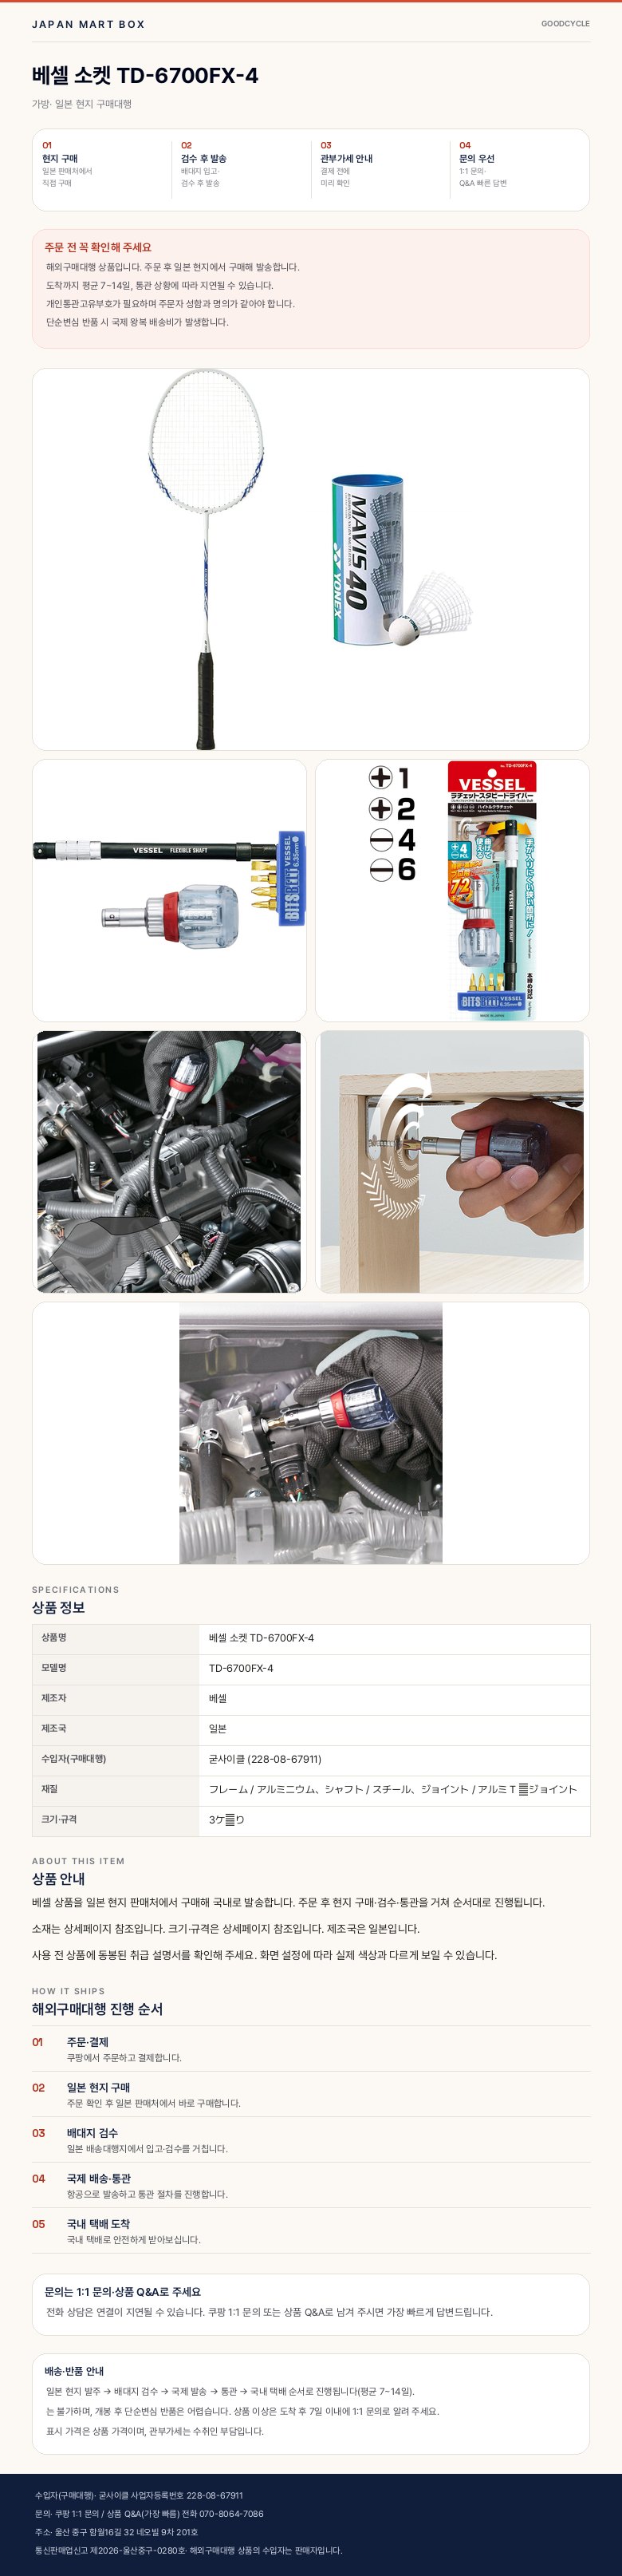 JAPAN MART BOX
GOODCYCLE
베셀 소켓 TD-6700FX-4
가방· 일본 현지 구매대행
01
현지 구매
일본 판매처에서
직접 구매
02
검수 후 발송
배대지 입고·
검수 후 발송
03
관부가세 안내
결제 전에
미리 확인
04
문의 우선
1:1 문의·
Q&A 빠른 답변
주문 전 꼭 확인해 주세요
해외구매대행 상품입니다. 주문 후 일본 현지에서 구매해 발송합니다.
도착까지 평균 7~14일, 통관 상황에 따라 지연될 수 있습니다.
개인통관고유부호가 필요하며 주문자 성함과 명의가 같아야 합니다.
단순변심 반품 시 국제 왕복 배송비가 발생합니다.
MAVIS 40
YONEX
VESSEL FLEXIBLE SHAFT
BITS
VESSEL
6.35mm
1
2
4
6
No. TD-6700FX-4
VESSEL
ラチェットスタビードライバー
ハイトルクラチェット
4
72
手が入りにくい狭い箇所に!
本締め対応
BITS
VESSEL
SPECIFICATIONS
상품 정보
상품명 베셀 소켓 TD-6700FX-4
모델명 TD-6700FX-4
제조자 베셀
제조국 일본
수입자(구매대행) 굳사이클 (228-08-67911)
재질 フレーム / アルミニウム、シャフト / スチール、ジョイント / アルミT型ジョイント
크기·규격 3ケ入り
ABOUT THIS ITEM
상품 안내
베셀 상품을 일본 현지 판매처에서 구매해 국내로 발송합니다. 주문 후 현지 구매·검수·통관을 거쳐 순서대로 진행됩니다.
소재는 상세페이지 참조입니다. 크기·규격은 상세페이지 참조입니다. 제조국은 일본입니다.
사용 전 상품에 동봉된 취급 설명서를 확인해 주세요. 화면 설정에 따라 실제 색상과 다르게 보일 수 있습니다.
HOW IT SHIPS
해외구매대행 진행 순서
01 주문·결제
쿠팡에서 주문하고 결제합니다.
02 일본 현지 구매
주문 확인 후 일본 판매처에서 바로 구매합니다.
03 배대지 검수
일본 배송대행지에서 입고·검수를 거칩니다.
04 국제 배송·통관
항공으로 발송하고 통관 절차를 진행합니다.
05 국내 택배 도착
국내 택배로 안전하게 받아보십니다.
문의는 1:1 문의·상품 Q&A로 주세요
전화 상담은 연결이 지연될 수 있습니다. 쿠팡 1:1 문의 또는 상품 Q&A로 남겨 주시면 가장 빠르게 답변드립니다.
배송·반품 안내
일본 현지 발주 → 배대지 검수 → 국제 발송 → 통관 → 국내 택배 순서로 진행됩니다(평균 7~14일).
는 불가하며, 개봉 후 단순변심 반품은 어렵습니다. 상품 이상은 도착 후 7일 이내에 1:1 문의로 알려 주세요.
표시 가격은 상품 가격이며, 관부가세는 수취인 부담입니다.
수입자(구매대행)· 굳사이클 사업자등록번호 228-08-67911
문의· 쿠팡 1:1 문의 / 상품 Q&A(가장 빠름) 전화 070-8064-7086
주소· 울산 중구 함월16길 32 네오빌 9차 201호
통신판매업신고 제2026-울산중구-0280호· 해외구매대행 상품의 수입자는 판매자입니다.